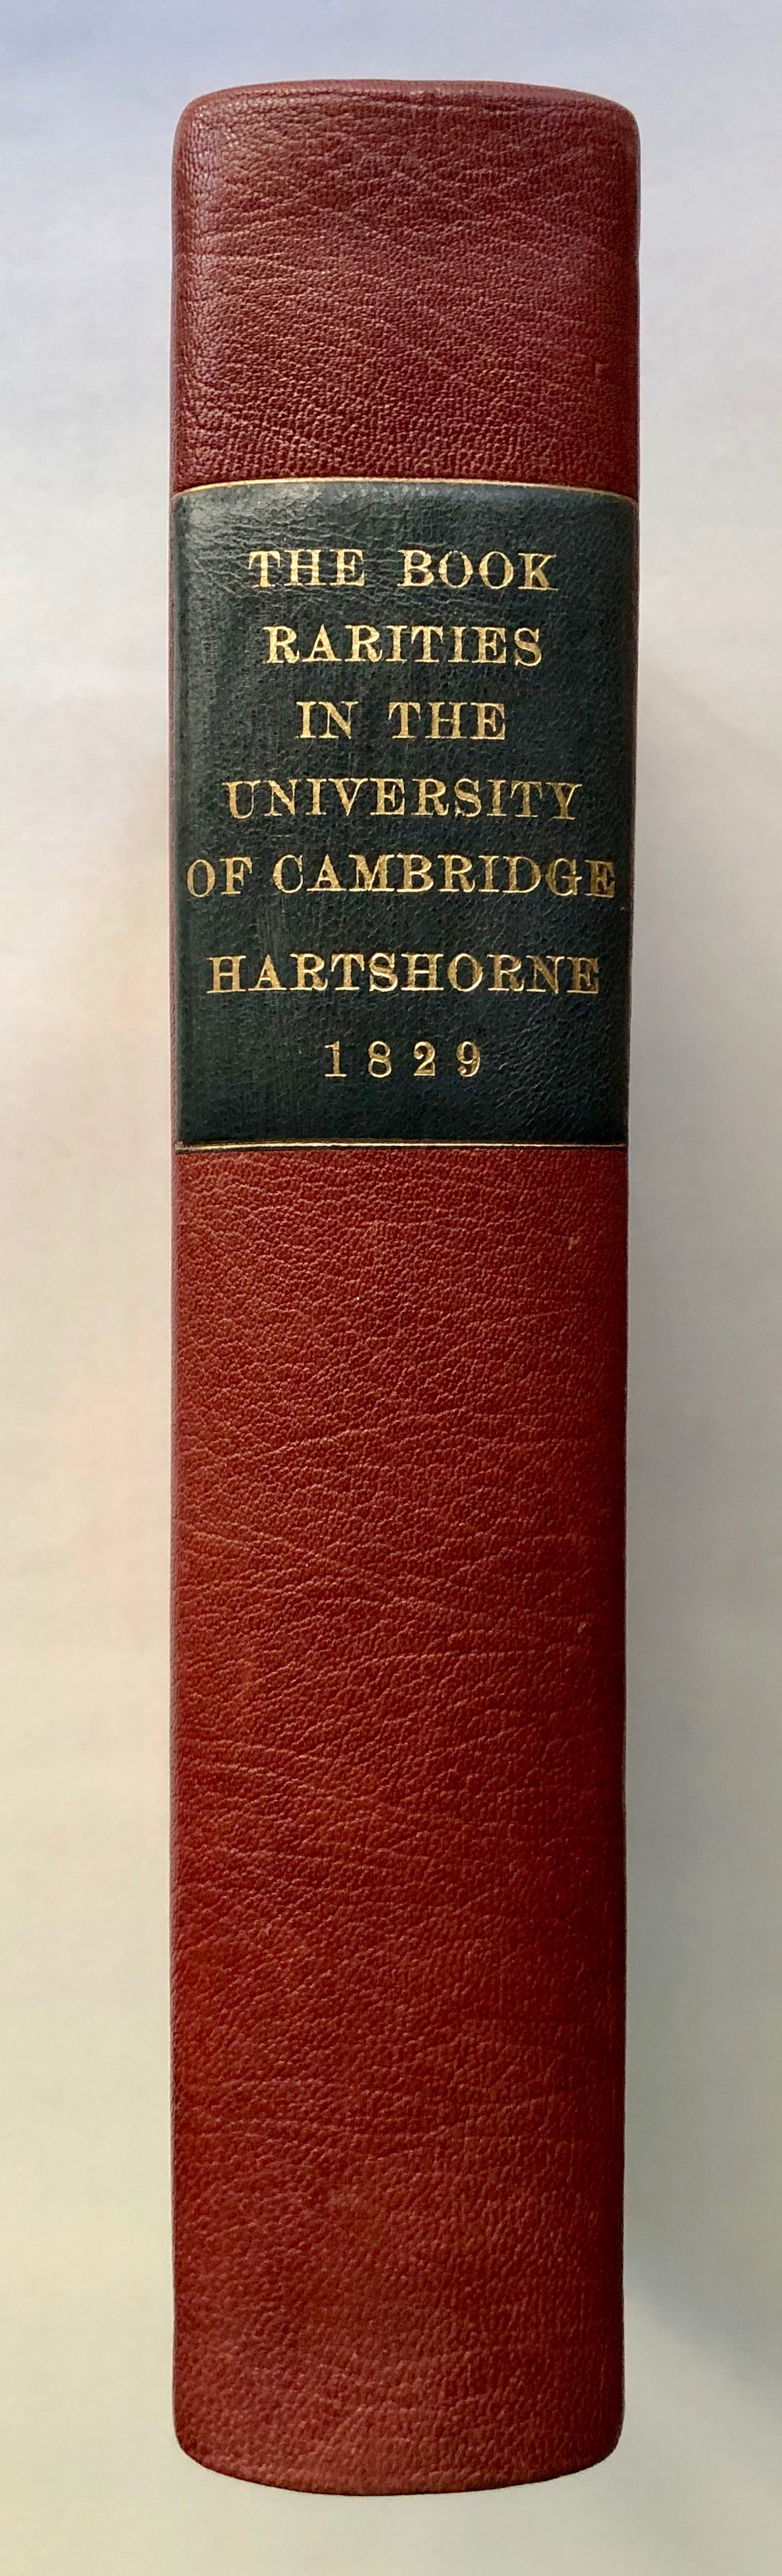 THE BOOK
RARITIES
IN THE
UNIVERSITY
OF CAMBRIDGE
HARTSHORNE
1829